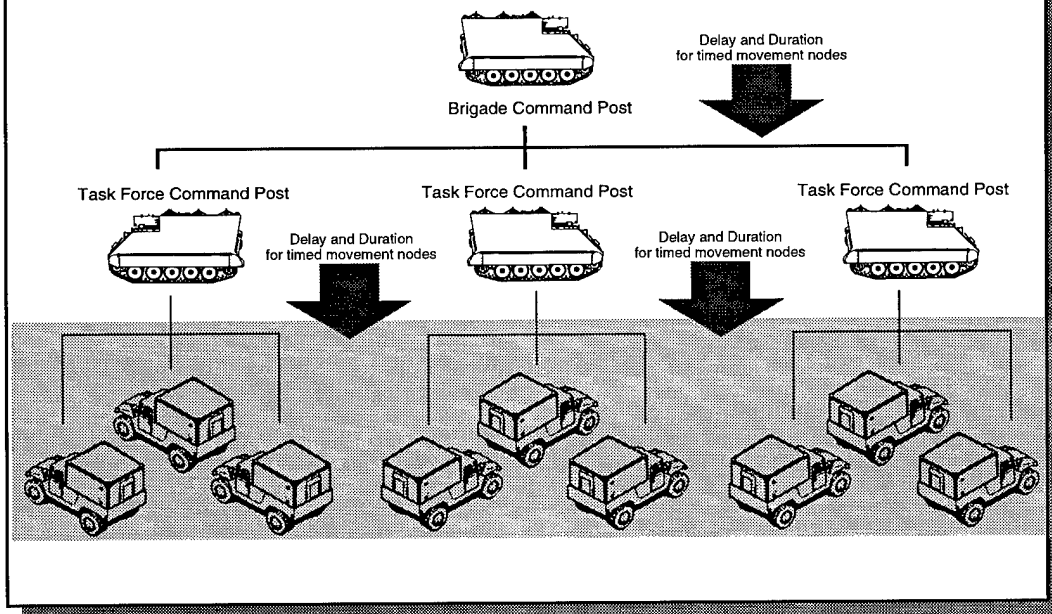 Delay and Duration
for timed movement nodes
Brigade Command Post
Task Force Command Post
Task Force Command Post
Task Force Command Post
Delay and Duration
for timed movement nodes
Delay and Duration
for timed movement nodes